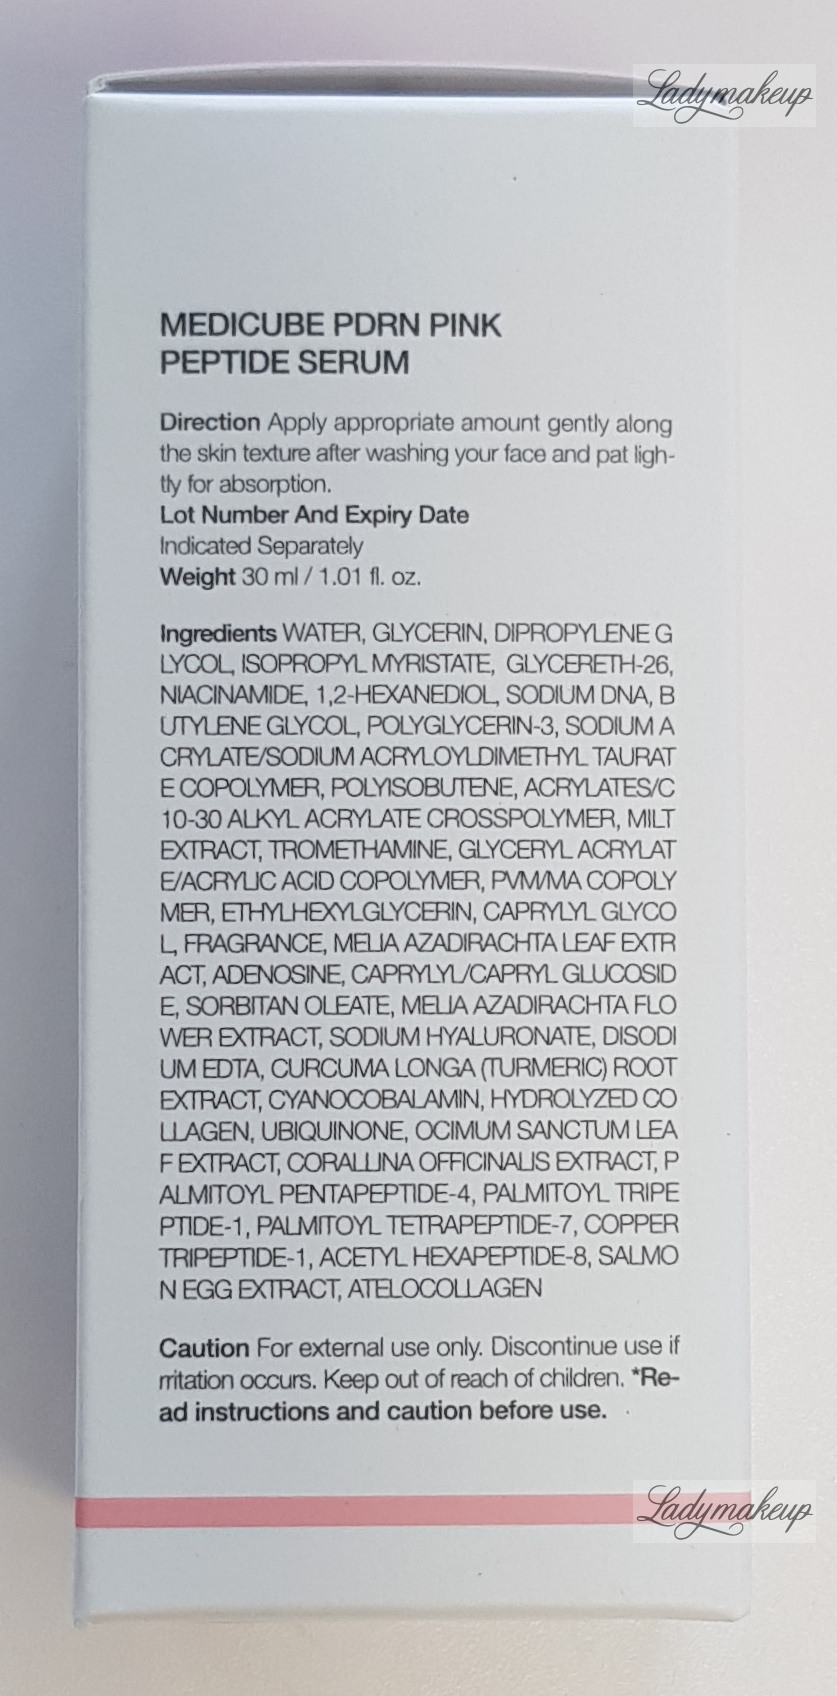 Ladymakeup
MEDICUBE PDRN PINK
PEPTIDE SERUM
Direction Apply appropriate amount gently along
the skin texture after washing your face and pat ligh-
tly for absorption.
Lot Number And Expiry Date
Indicated Separately
Weight 30 ml / 1.01 fl. oz.
Ingredients WATER, GLYCERIN, DIPROPYLENE G
LYCOL, ISOPROPYL MYRISTATE, GLYCERETH-26,
NIACINAMIDE, 1,2-HEXANEDIOL, SODIUM DNA, B
UTYLENE GLYCOL, POLYGLYCERIN-3, SODIUM A
CRYLATE/SODIUM ACRYLOYLDIMETHYL TAURAT
E COPOLYMER, POLYISOBUTENE, ACRYLATES/C
10-30 ALKYL ACRYLATE CROSSPOLYMER, MILT
EXTRACT, TROMETHAMINE, GLYCERYL ACRYLAT
E/ACRYLIC ACID COPOLYMER, PVM/MA COPOLY
MER, ETHYLHEXYLGLYCERIN, CAPRYLYL GLYCO
L, FRAGRANCE, MELIA AZADIRACHTA LEAF EXTR
ACT, ADENOSINE, CAPRYLYL/CAPRYL GLUCOSID
E, SORBITAN OLEATE, MELIA AZADIRACHTA FLO
WER EXTRACT, SODIUM HYALURONATE, DISODI
UM EDTA, CURCUMA LONGA (TURMERIC) ROOT
EXTRACT, CYANOCOBALAMIN, HYDROLYZED CO
LLAGEN, UBIQUINONE, OCIMUM SANCTUM LEA
F EXTRACT, CORALLINA OFFICINALIS EXTRACT, P
ALMITOYL PENTAPEPTIDE-4, PALMITOYL TRIPE
PTIDE-1, PALMITOYL TETRAPEPTIDE-7, COPPER
TRIPEPTIDE-1, ACETYL HEXAPEPTIDE-8, SALMO
N EGG EXTRACT, ATELOCOLLAGEN
Caution For external use only. Discontinue use if
rritation occurs. Keep out of reach of children. *Re-
ad instructions and caution before use.
Ladymakeup